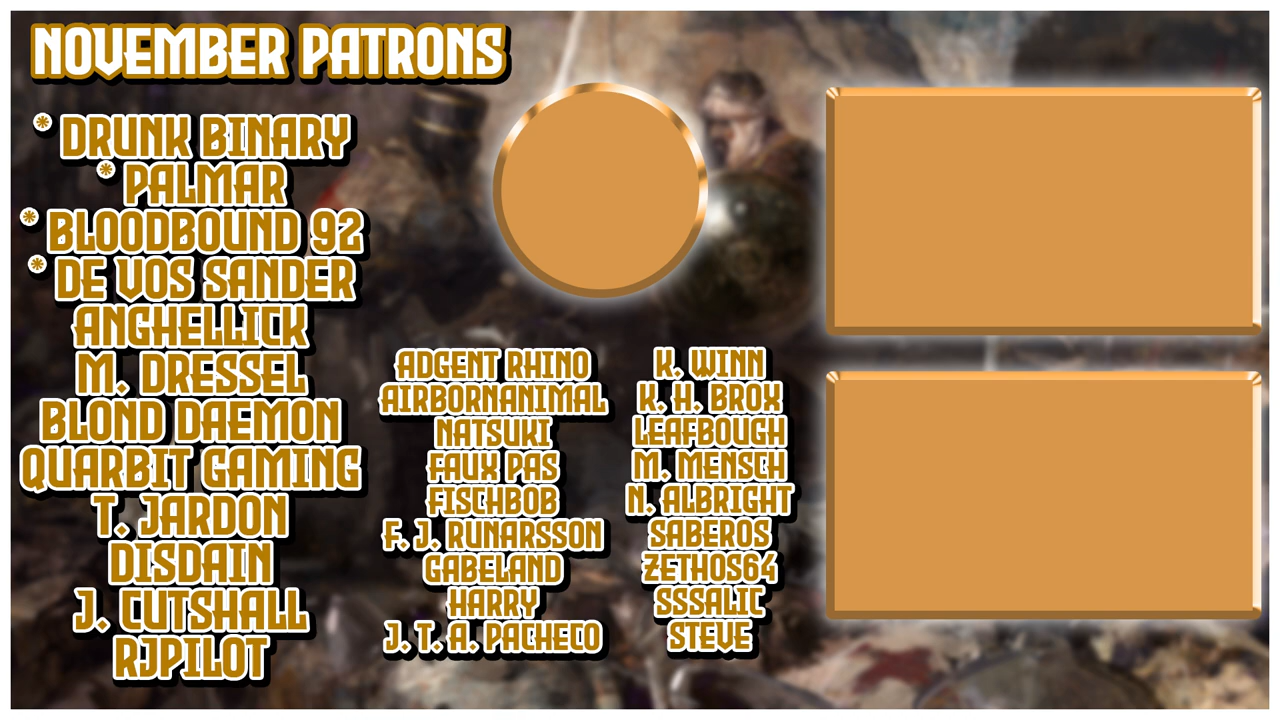 NOVEMBER PATRONS
* DRUNK BINARY
* PALMAR
* BLOODBOUND 92
* DE VOS SANDER
ANGHELLICK
M. DRESSEL
BLOND DAEMON
QUARBIT GAMING
T. JARDON
DISDAIN
J. CUTSHALL
RJPILOT
ADGENT RHINO
AIRBORNANIMAL
NATSUKI
FAUX PAS
FISCHBOB
F. J. RUNARSSON
GABELAND
HARRY
J. T. A. PACHECO
K. WINN
K. H. BROX
LEAFBOUGH
M. MENSCH
N. ALBRIGHT
SABEROS
ZETHOS64
SSSALIC
STEVE